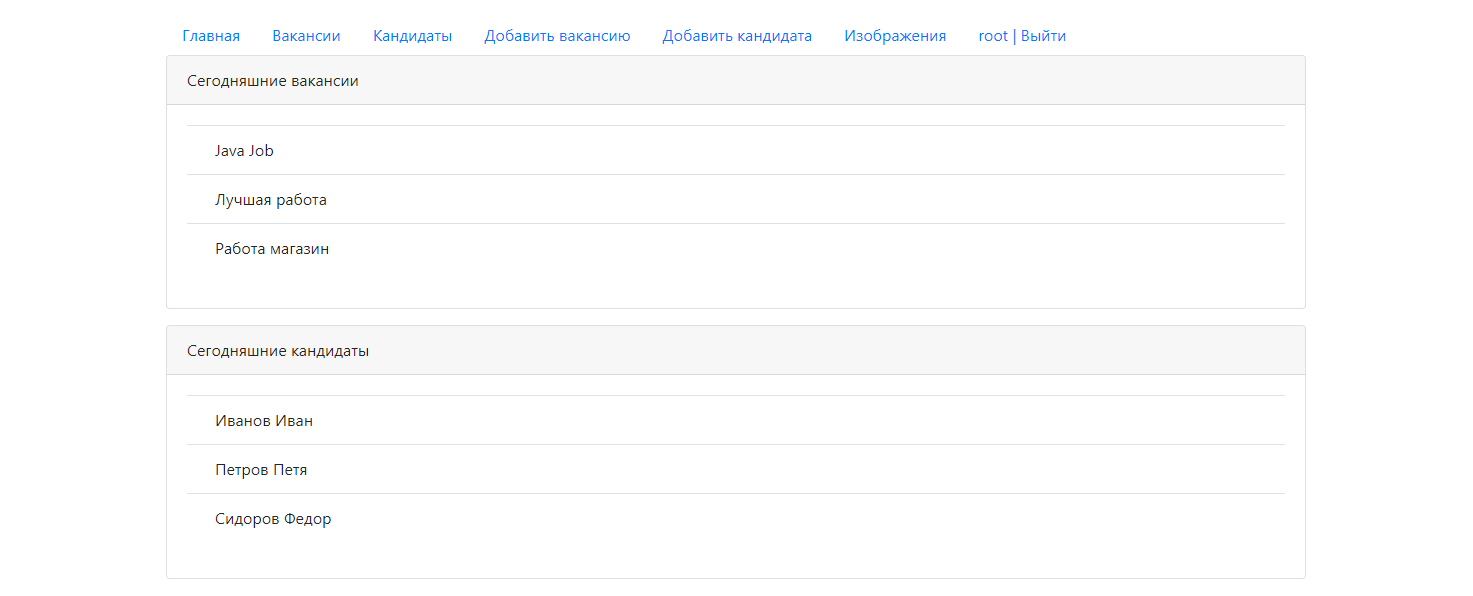 Главная Вакансии Кандидаты Добавить вакансию Добавить кандидата Изображения root | Выйти
Сегодняшние вакансии
Java Job
Лучшая работа
Работа магазин
Сегодняшние кандидаты
Иванов Иван
Петров Петя
Сидоров Федор